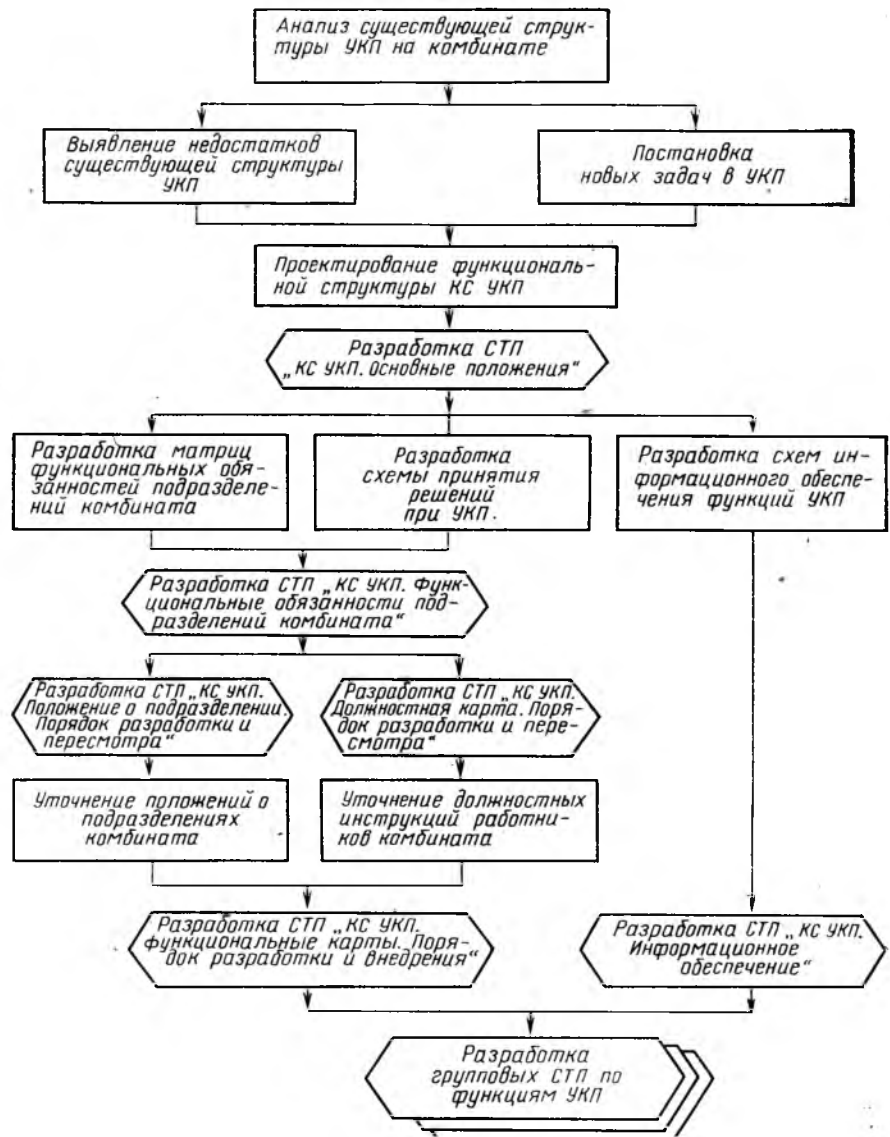 Анализ существующей струк-
туры УКП на комбинате
Выявление недостатков
существующей структуры
УКП
Постановка
новых задач в УКП
Проектирование функциональ-
ной структуры КС УКП
Разработка СТП
„КС УКП. Основные положения“
Разработка матриц
функциональных обя-
занностей подразделе-
ний комбината
Разработка
схемы принятия
решений
при УКП.
Разработка схем ин-
формационного обеспе-
чения функций УКП
Разработка СТП „КС УКП. Функ-
циональные обязанности под-
разделений комбината“
Разработка СТП „КС УКП.
Положение о подразделении.
Порядок разработки и
пересмотра“
Разработка СТП „КС УКП.
Должностная карта. Поря-
док разработки и пере-
смотра“
Уточнение положений о
подразделениях
комбината
Уточнение должностных
инструкций работни-
ков комбината
Разработка СТП „КС УКП.
функциональные карты. Поря-
док разработки и внедрения“
Разработка СТП „КС УКП.
Информационное
обеспечение“
Разработка
групповых СТП по
функциям УКП